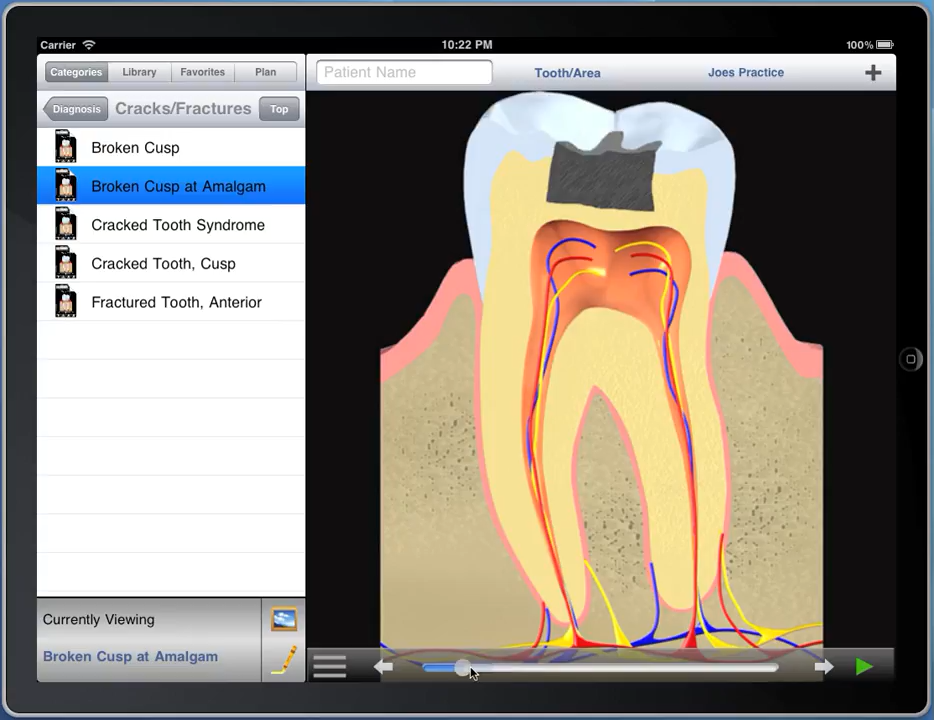 Carrier
10:22 PM
100%
Categories
Library
Favorites
Plan
Patient Name
Tooth/Area
Joes Practice
Diagnosis
Cracks/Fractures
Top
Broken Cusp
Broken Cusp at Amalgam
Cracked Tooth Syndrome
Cracked Tooth, Cusp
Fractured Tooth, Anterior
Currently Viewing
Broken Cusp at Amalgam